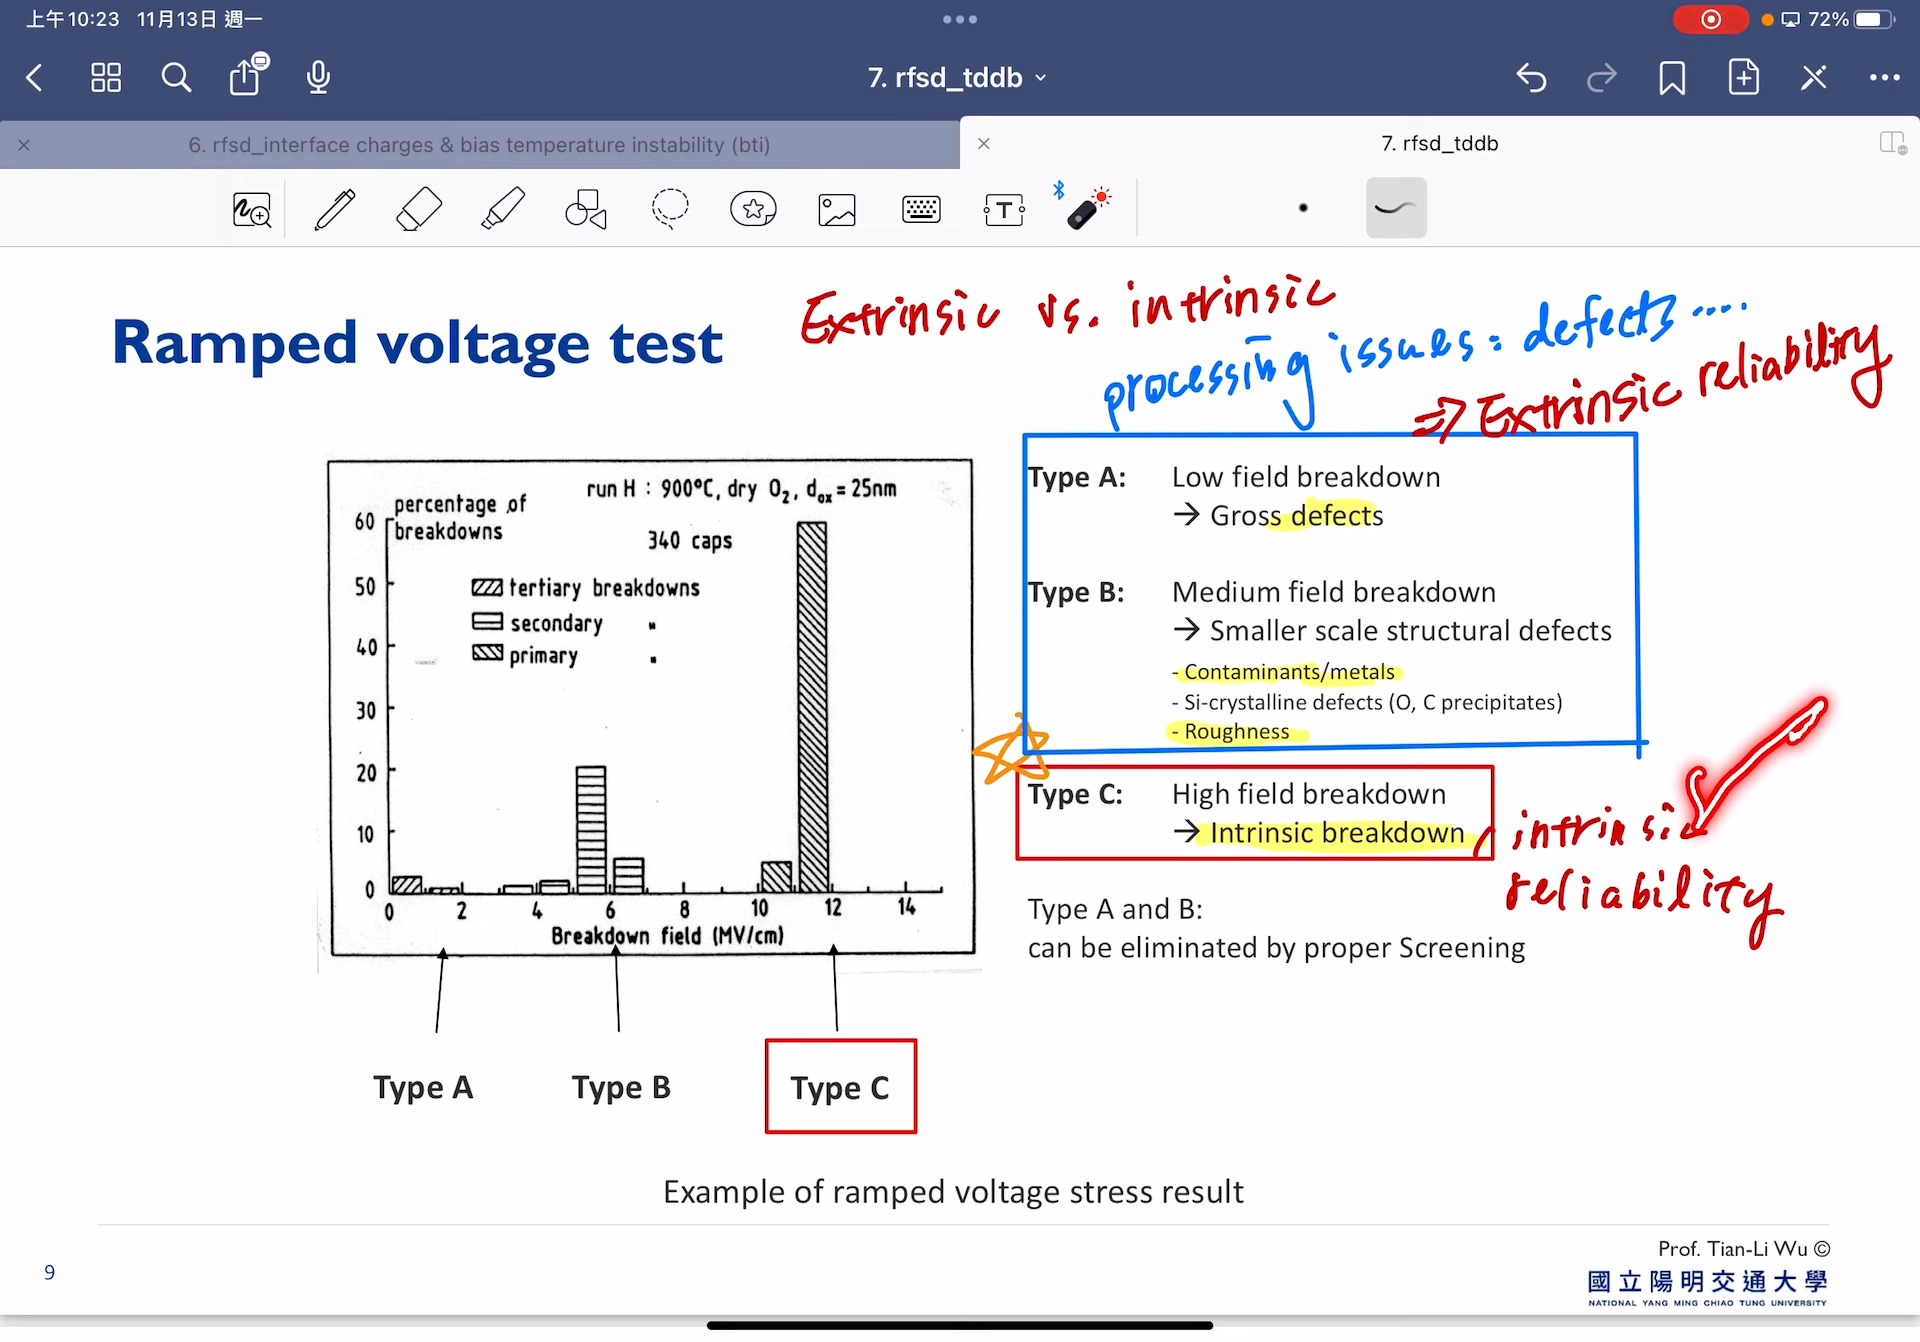 上午10:23 11月13日 週一
72%
7. rfsd_tddb
6. rfsd_interface charges & bias temperature instability (bti)
7. rfsd_tddb
Ramped voltage test
Extrinsic vs. intrinsic
processing issues : defects ....
⇒ Extrinsic reliability
percentage of
breakdowns
run H : 900°C, dry O₂, dox = 25nm
340 caps
tertiary breakdowns
secondary "
primary "
60
50
40
30
20
10
0
0 2 4 6 8 10 12 14
Breakdown field (MV/cm)
Type A
Type B
Type C
Type A: Low field breakdown
→ Gross defects
Type B: Medium field breakdown
→ Smaller scale structural defects
- Contaminants/metals
- Si-crystalline defects (O, C precipitates)
- Roughness
Type C: High field breakdown
→ Intrinsic breakdown
intrinsic
reliability
Type A and B:
can be eliminated by proper Screening
Example of ramped voltage stress result
9
Prof. Tian-Li Wu ©
國立陽明交通大學
NATIONAL YANG MING CHIAO TUNG UNIVERSITY